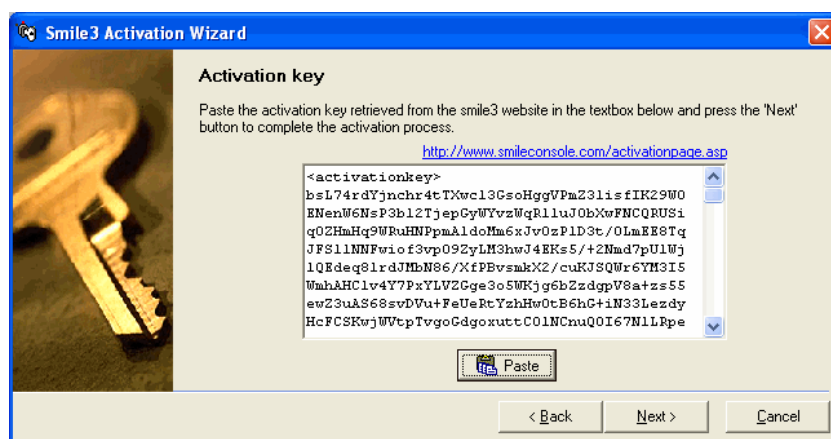 Smile3 Activation Wizard
Activation key
Paste the activation key retrieved from the smile3 website in the textbox below and press the 'Next'
button to complete the activation process.
http://www.smileconsole.com/activationpage.asp
<activationkey>
bsL74rdYjnchr4tTXwcl3GsoHggVPmZ3lisfIK29W0
ENenW6NsP3bl2TjepGyWYvzWqRlluJ0bXwFNCQRUSi
q0ZHmHq9WRuHNPpmAldoMm6xJv0zPlD3t/0LmEE8Tq
JFSllNNFwiof3vp09ZyLM3hwJ4EKs5/+2Nmd7pUlWj
lQEdeq8lrdJMbN86/XfPBvsmkX2/cuKJSQWr6YM3I5
WmhAHClv4Y7PxYLVZGge3o5WKjg6bZzdgpV8a+zs55
ewZ3uAS68svDVu+FeUeRtYzhHw0tB6hG+iN33Lezdy
HcFCSKwjWVtpTvgoGdgoxuttC0lNCnuQ0I67NlLRpe
Paste
< Back
Next >
Cancel